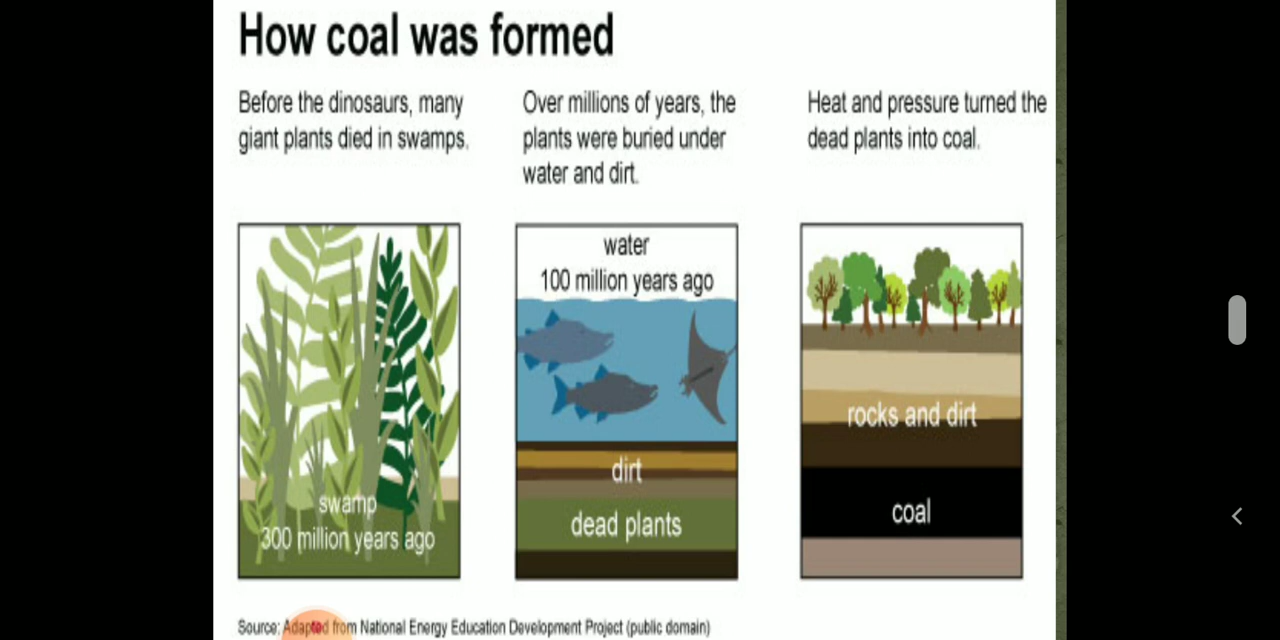 How coal was formed
Before the dinosaurs, many
giant plants died in swamps.
Over millions of years, the
plants were buried under
water and dirt.
Heat and pressure turned the
dead plants into coal.
swamp
300 million years ago
water
100 million years ago
dirt
dead plants
rocks and dirt
coal
Source: Adapted from National Energy Education Development Project (public domain)